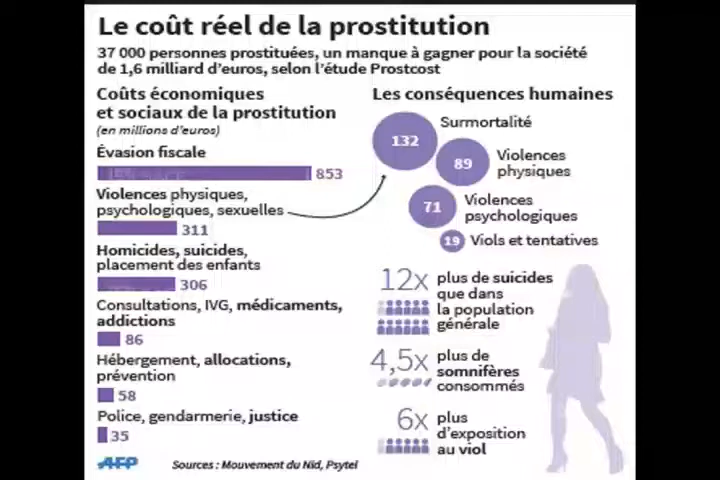 Le coût réel de la prostitution
37 000 personnes prostituées, un manque à gagner pour la société
de 1,6 milliard d'euros, selon l'étude Prostcost
Coûts économiques
et sociaux de la prostitution
(en millions d'euros)
Évasion fiscale
853
Violences physiques,
psychologiques, sexuelles
311
Homicides, suicides,
placement des enfants
306
Consultations, IVG, médicaments,
addictions
86
Hébergement, allocations,
prévention
58
Police, gendarmerie, justice
35
Les conséquences humaines
132
Surmortalité
89
Violences
physiques
71
Violences
psychologiques
19
Viols et tentatives
12x
plus de suicides
que dans
la population
générale
4,5x
plus de
somnifères
consommés
6x
plus
d'exposition
au viol
AFP
Sources : Mouvement du Nid, Psytel